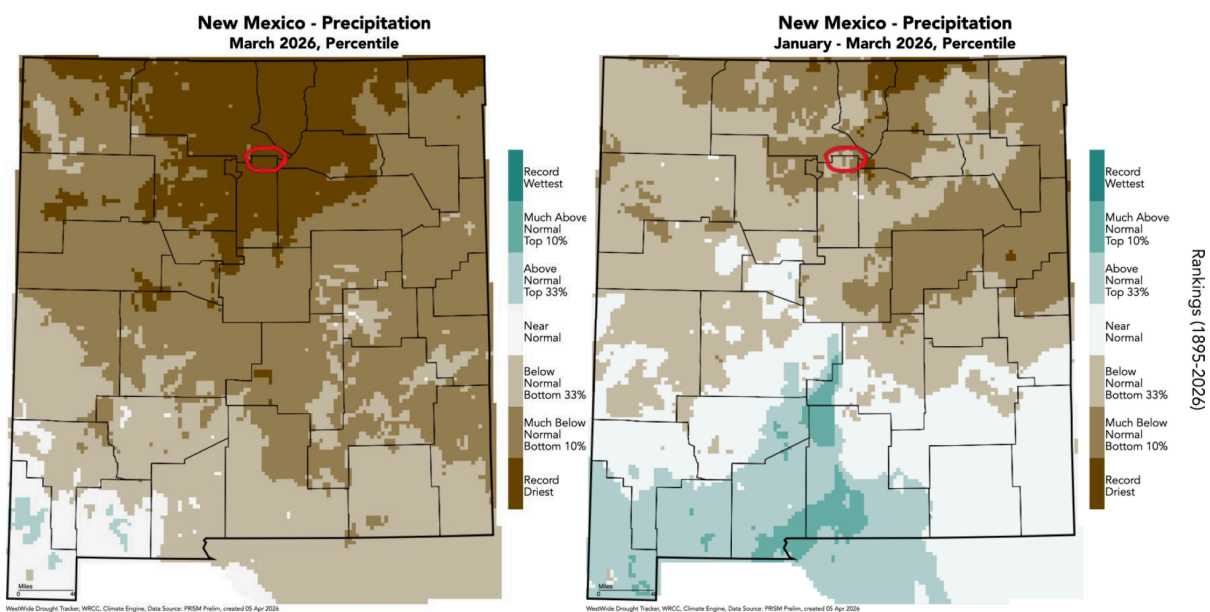 New Mexico - Precipitation
March 2026, Percentile
Record
Wettest
Much Above
Normal
Top 10%
Above
Normal
Top 33%
Near
Normal
Below
Normal
Bottom 33%
Much Below
Normal
Bottom 10%
Record
Driest
Miles
0
WestWide Drought Tracker, WRCC, Climate Engine, Data Source: PRISM Prelim, created 05 Apr 2026
New Mexico - Precipitation
January - March 2026, Percentile
Record
Wettest
Much Above
Normal
Top 10%
Above
Normal
Top 33%
Near
Normal
Below
Normal
Bottom 33%
Much Below
Normal
Bottom 10%
Record
Driest
Miles
0
WestWide Drought Tracker, WRCC, Climate Engine, Data Source: PRISM Prelim, created 05 Apr 2026
Rankings (1895-2026)